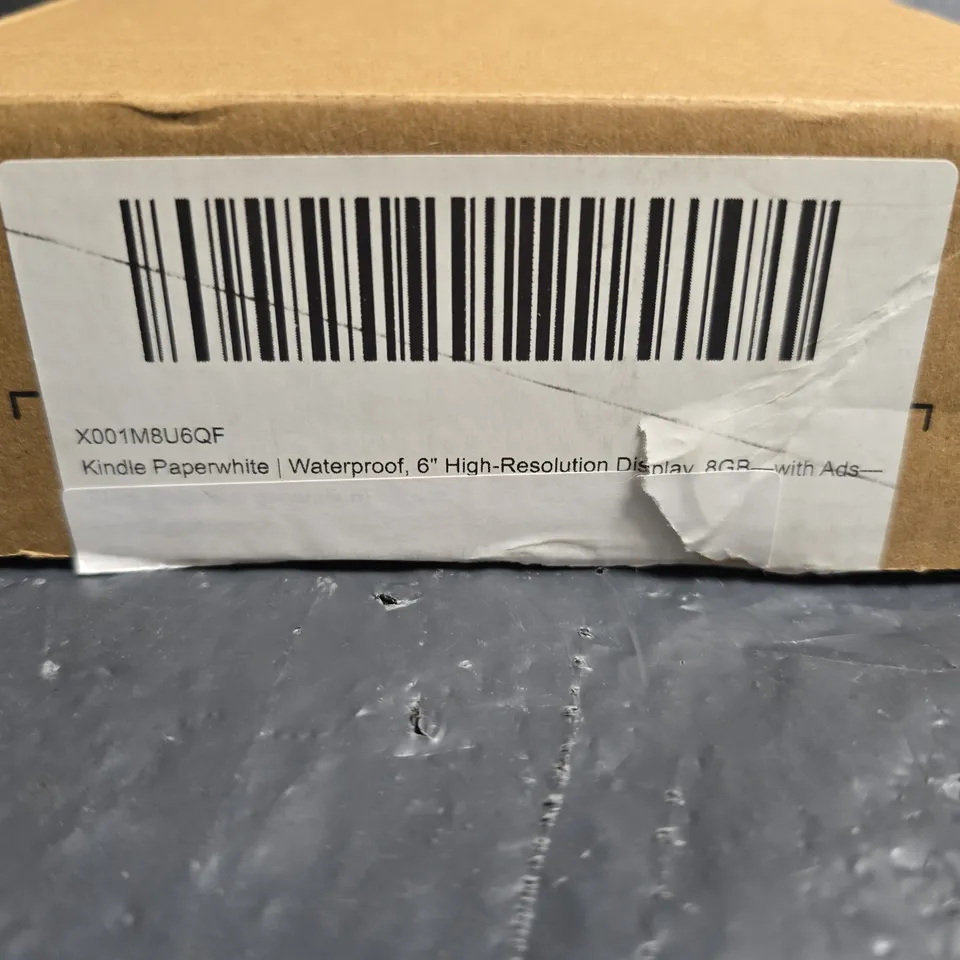 X001M8U6QF
Kindle Paperwhite | Waterproof, 6" High-Resolution Display, 8GB—with Ads—